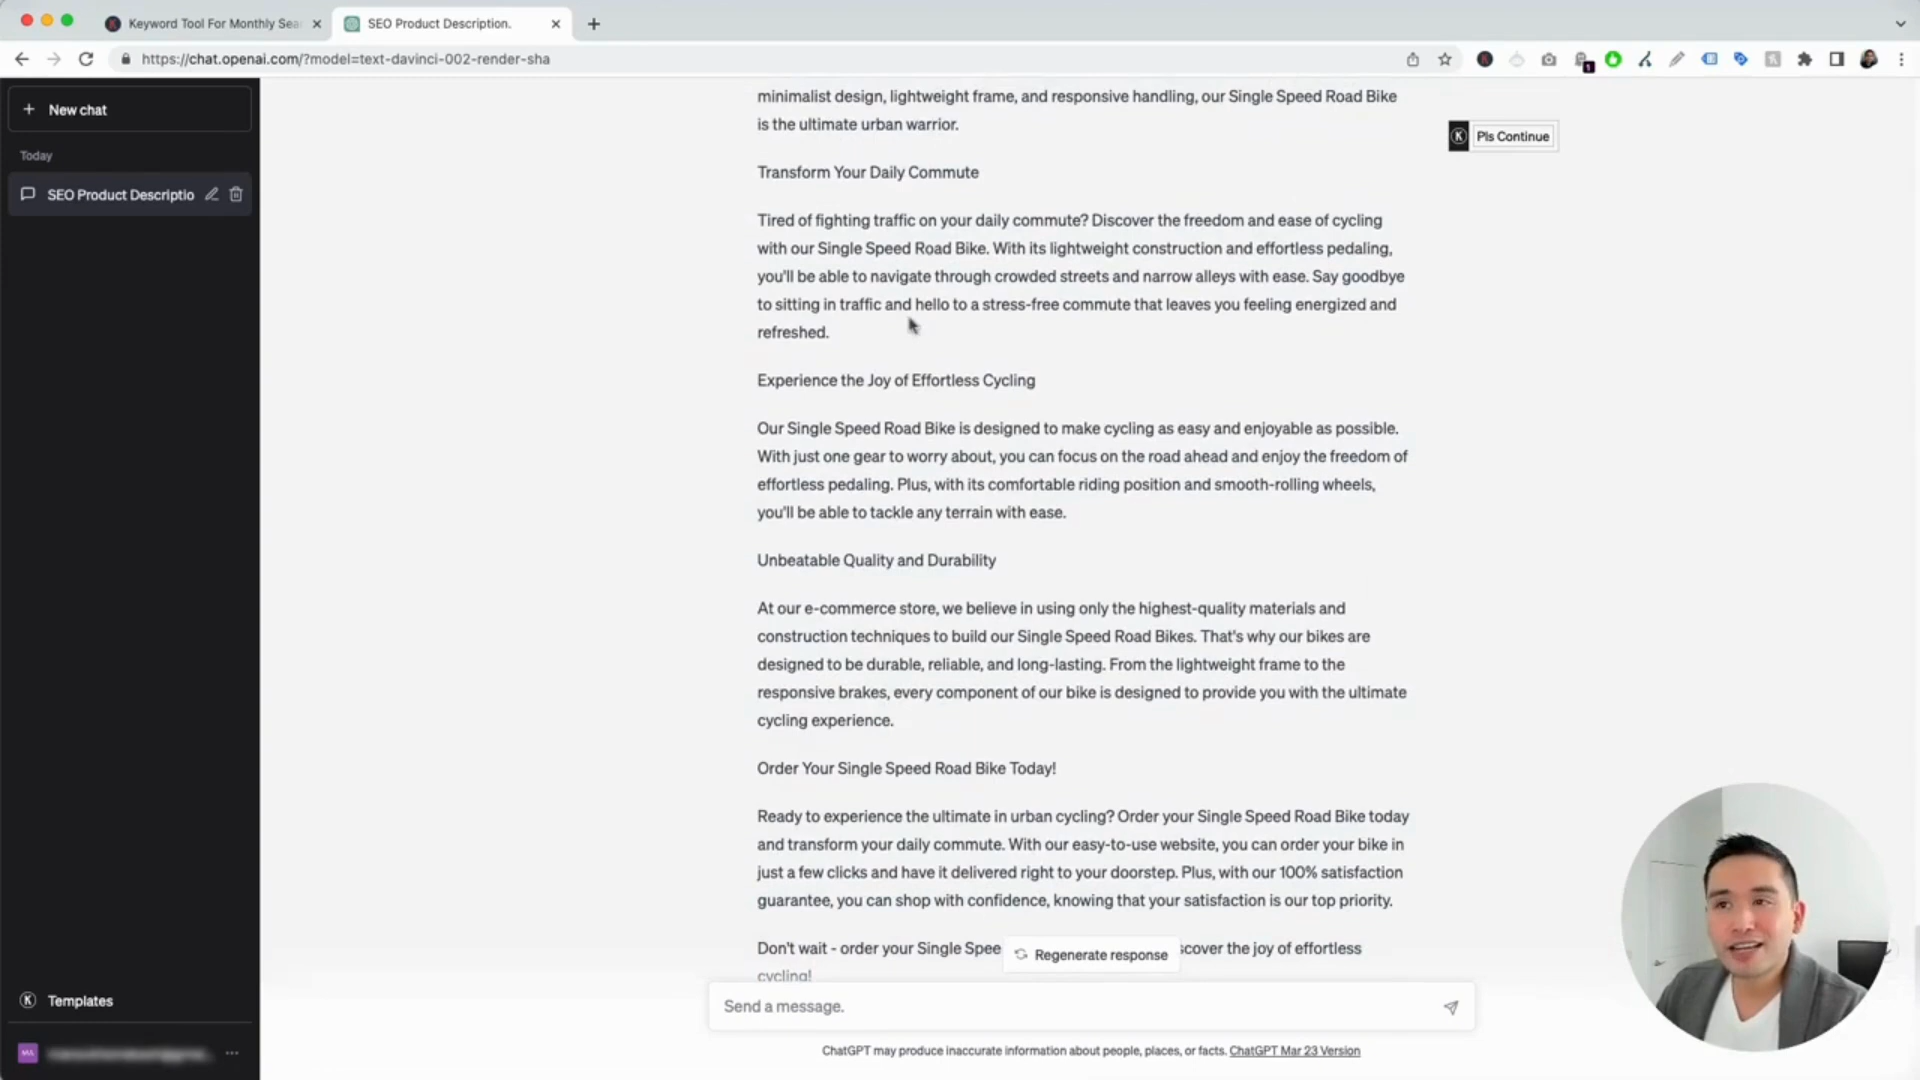 Keyword Tool For Monthly Sea
SEO Product Description.
https://chat.openai.com/?model=text-davinci-002-render-sha
1
New chat
Today
SEO Product Descriptio
minimalist design, lightweight frame, and responsive handling, our Single Speed Road Bike
is the ultimate urban warrior.
K Pls Continue
Transform Your Daily Commute
Tired of fighting traffic on your daily commute? Discover the freedom and ease of cycling
with our Single Speed Road Bike. With its lightweight construction and effortless pedaling,
you'll be able to navigate through crowded streets and narrow alleys with ease. Say goodbye
to sitting in traffic and hello to a stress-free commute that leaves you feeling energized and
refreshed.
Experience the Joy of Effortless Cycling
Our Single Speed Road Bike is designed to make cycling as easy and enjoyable as possible.
With just one gear to worry about, you can focus on the road ahead and enjoy the freedom of
effortless pedaling. Plus, with its comfortable riding position and smooth-rolling wheels,
you'll be able to tackle any terrain with ease.
Unbeatable Quality and Durability
At our e-commerce store, we believe in using only the highest-quality materials and
construction techniques to build our Single Speed Road Bikes. That's why our bikes are
designed to be durable, reliable, and long-lasting. From the lightweight frame to the
responsive brakes, every component of our bike is designed to provide you with the ultimate
cycling experience.
Order Your Single Speed Road Bike Today!
Ready to experience the ultimate in urban cycling? Order your Single Speed Road Bike today
and transform your daily commute. With our easy-to-use website, you can order your bike in
just a few clicks and have it delivered right to your doorstep. Plus, with our 100% satisfaction
guarantee, you can shop with confidence, knowing that your satisfaction is our top priority.
Don't wait - order your Single Spee
Regenerate response
scover the joy of effortless
cycling!
Send a message.
ChatGPT may produce inaccurate information about people, places, or facts. ChatGPT Mar 23 Version
K Templates
MA